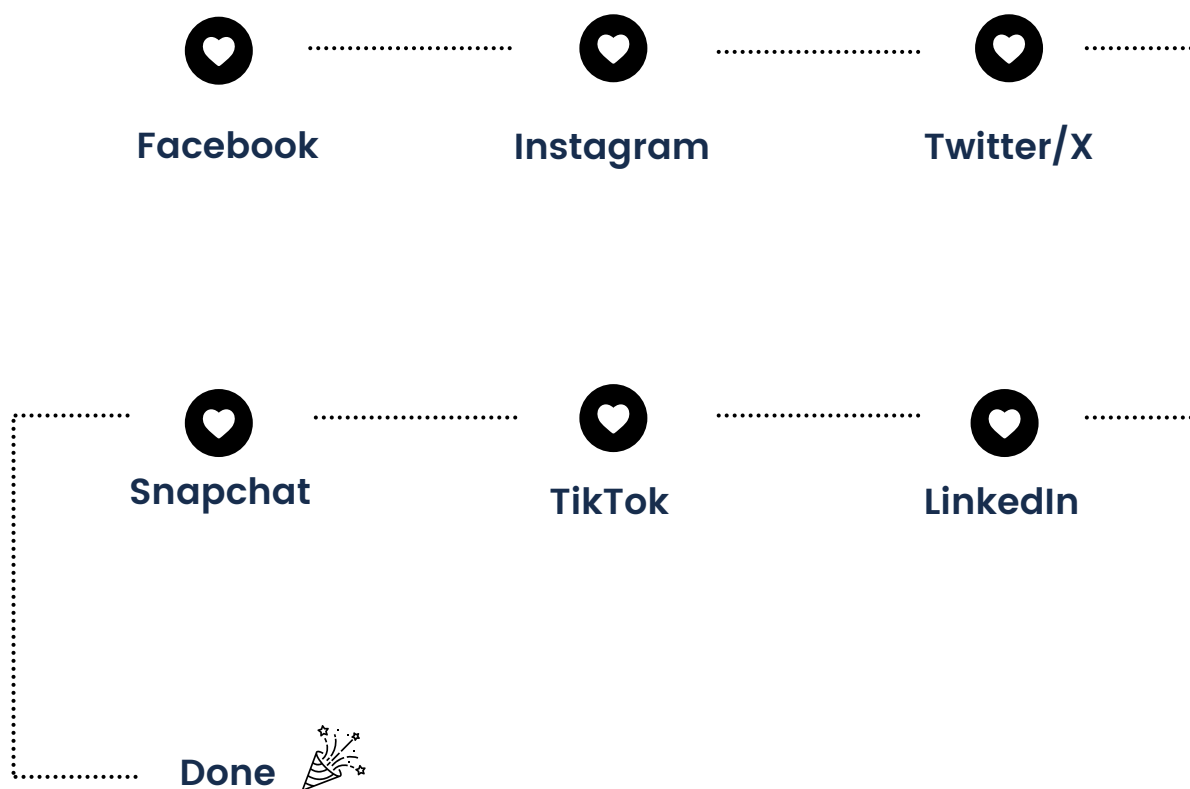 Facebook
Instagram
Twitter/X
Snapchat
TikTok
LinkedIn
Done